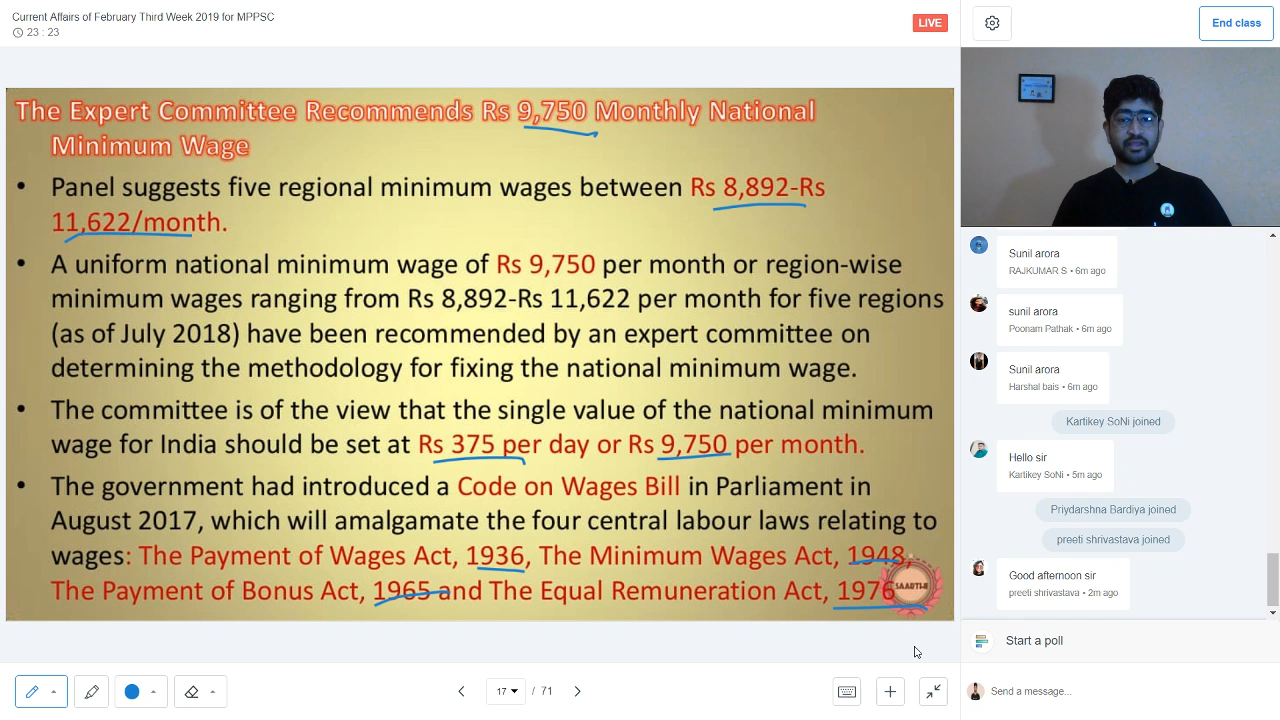 Current Affairs of February Third Week 2019 for MPPSC
23 : 23
LIVE
End class
The Expert Committee Recommends Rs 9,750 Monthly National
Minimum Wage
• Panel suggests five regional minimum wages between Rs 8,892-Rs
11,622/month.
• A uniform national minimum wage of Rs 9,750 per month or region-wise
minimum wages ranging from Rs 8,892-Rs 11,622 per month for five regions
(as of July 2018) have been recommended by an expert committee on
determining the methodology for fixing the national minimum wage.
• The committee is of the view that the single value of the national minimum
wage for India should be set at Rs 375 per day or Rs 9,750 per month.
• The government had introduced a Code on Wages Bill in Parliament in
August 2017, which will amalgamate the four central labour laws relating to
wages: The Payment of Wages Act, 1936, The Minimum Wages Act, 1948,
The Payment of Bonus Act, 1965 and The Equal Remuneration Act, 1976
SAARTHI
Sunil arora
RAJKUMAR S • 6m ago
sunil arora
Poonam Pathak • 6m ago
Sunil arora
Harshal bais • 6m ago
Kartikey SoNi joined
Hello sir
Kartikey SoNi • 5m ago
Priydarshna Bardiya joined
preeti shrivastava joined
Good afternoon sir
preeti shrivastava • 2m ago
Start a poll
Send a message...
17 / 71